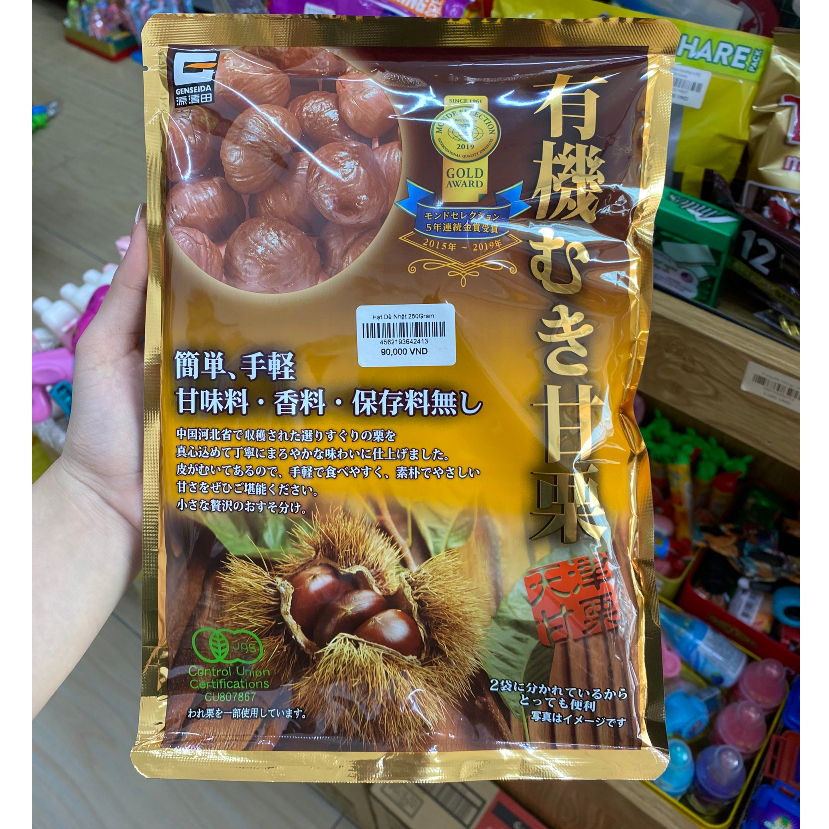 GENSEIDA
源清田
SINCE 1961
MONDE SELECTION
2019
GOLD
AWARD
モンドセレクション
5年連続金賞受賞
2015年 ~ 2019年
有機むき甘栗
Hạt Dẻ Nhật 280Gram
4562193642413
90,000 VND
簡単、手軽
甘味料・香料・保存料無し
中国河北省で収穫された選りすぐりの栗を
真心込めて丁寧にまろやかな味わいに仕上げました。
皮がむいてあるので、手軽で食べやすく、素朴でやさしい
甘さをぜひご堪能ください。
小さな贅沢のおすそ分け。
天津
甘栗
JAS
Control Union
Certifications
CU807867
われ栗を一部使用しています。
2袋に分かれているから
とっても便利
写真はイメージです
SHARE
PACK
12